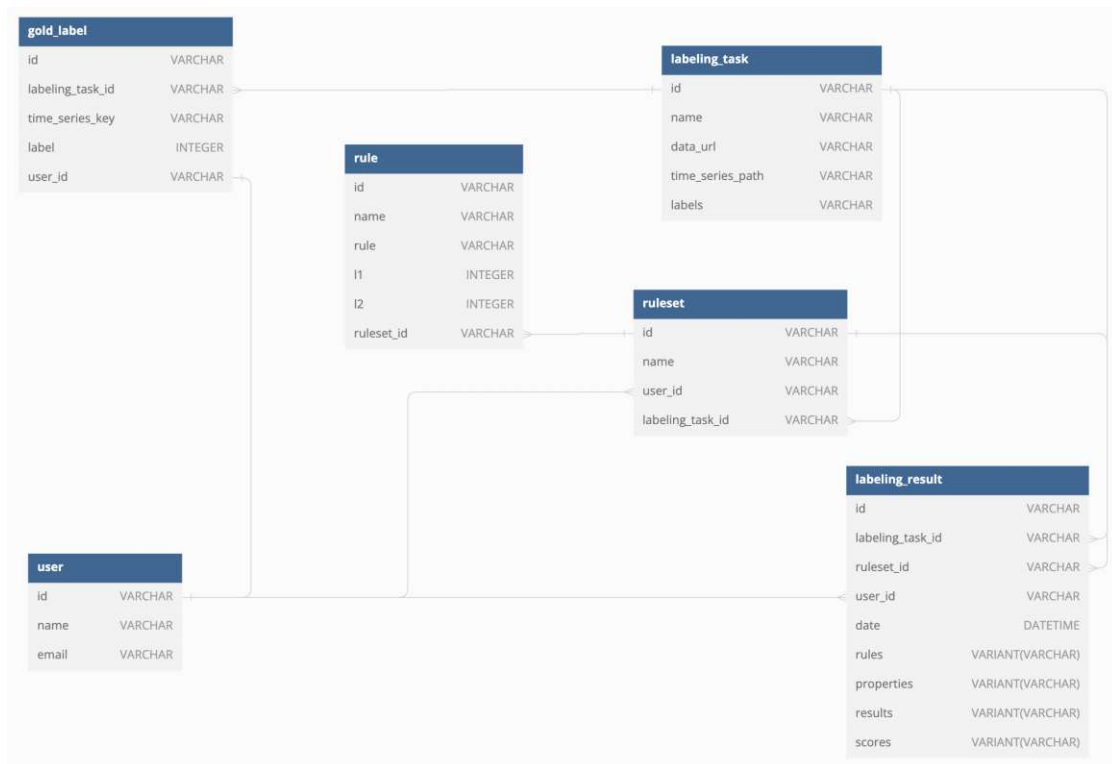 gold_label
id VARCHAR
labeling_task_id VARCHAR
time_series_key VARCHAR
label INTEGER
user_id VARCHAR
labeling_task
id VARCHAR
name VARCHAR
data_url VARCHAR
time_series_path VARCHAR
labels VARCHAR
rule
id VARCHAR
name VARCHAR
rule VARCHAR
l1 INTEGER
l2 INTEGER
ruleset_id VARCHAR
ruleset
id VARCHAR
name VARCHAR
user_id VARCHAR
labeling_task_id VARCHAR
labeling_result
id VARCHAR
labeling_task_id VARCHAR
ruleset_id VARCHAR
user_id VARCHAR
date DATETIME
rules VARIANT(VARCHAR)
properties VARIANT(VARCHAR)
results VARIANT(VARCHAR)
scores VARIANT(VARCHAR)
user
id VARCHAR
name VARCHAR
email VARCHAR